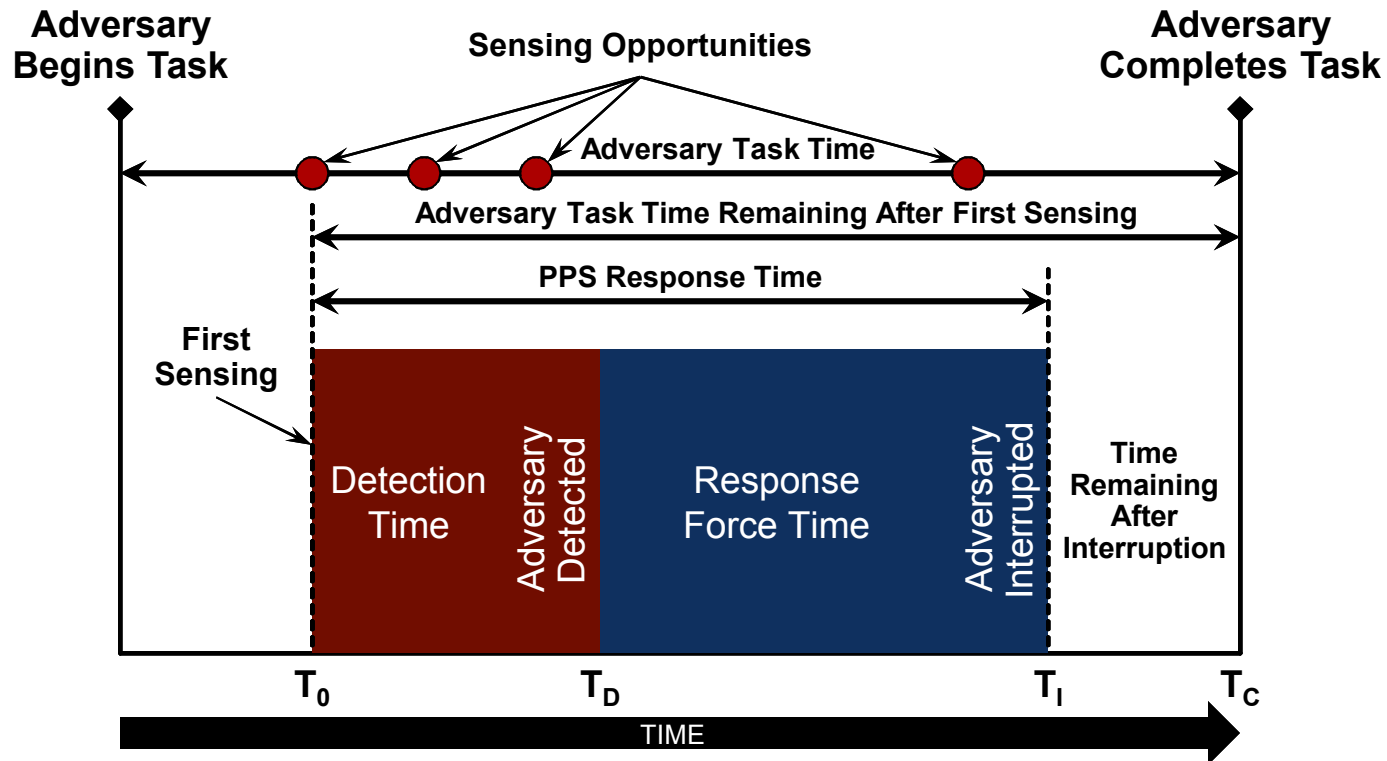 Adversary
Begins Task
Sensing Opportunities
Adversary
Completes Task
Adversary Task Time
Adversary Task Time Remaining After First Sensing
PPS Response Time
First
Sensing
Detection
Time
Adversary
Detected
Response
Force Time
Adversary
Interrupted
Time
Remaining
After
Interruption
T0
TD
TI
TC
TIME